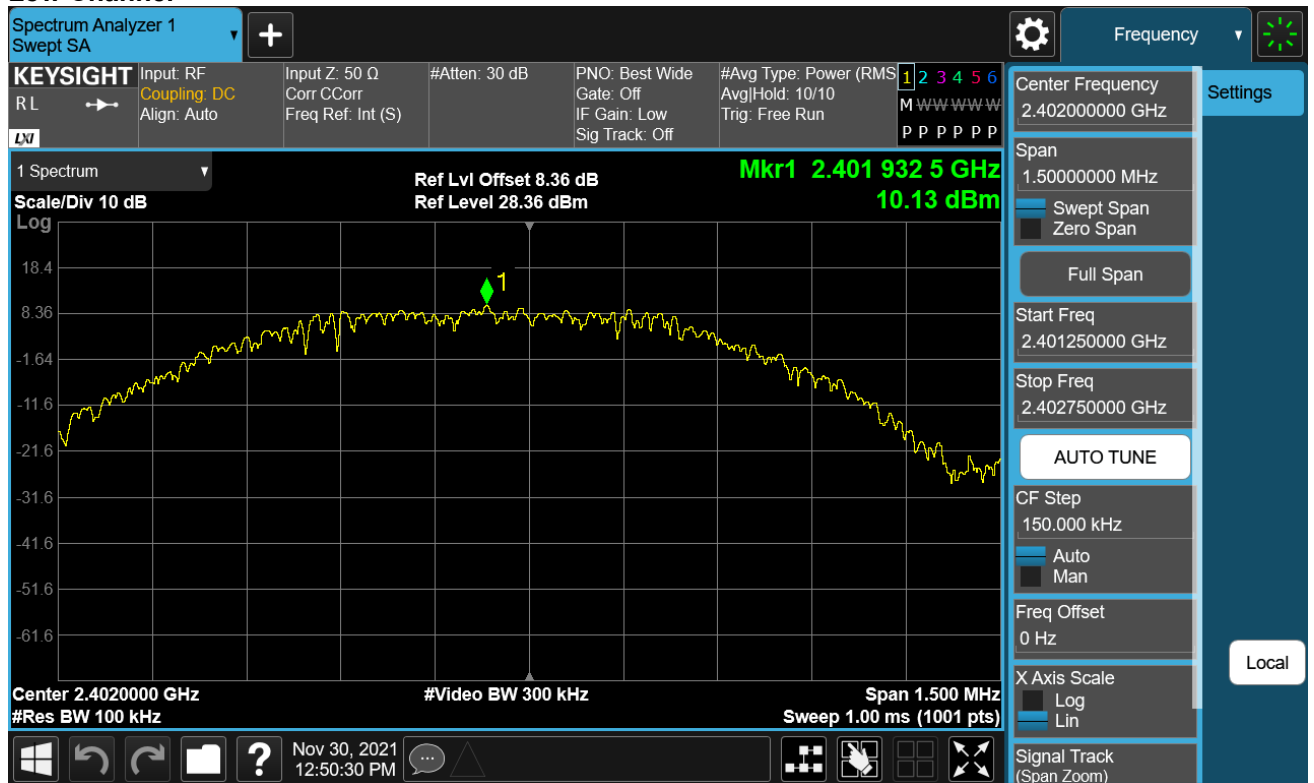 Spectrum Analyzer 1
Swept SA
+
Frequency
KEYSIGHT
R L
LXI
Input: RF
Coupling: DC
Align: Auto
Input Z: 50 Ω
Corr CCorr
Freq Ref: Int (S)
#Atten: 30 dB
PNO: Best Wide
Gate: Off
IF Gain: Low
Sig Track: Off
#Avg Type: Power (RMS
Avg|Hold: 10/10
Trig: Free Run
1 2 3 4 5 6
M W W W W W
P P P P P P
1 Spectrum
Scale/Div 10 dB
Log
Ref Lvl Offset 8.36 dB
Ref Level 28.36 dBm
Mkr1 2.401 932 5 GHz
10.13 dBm
1
18.4
8.36
-1.64
-11.6
-21.6
-31.6
-41.6
-51.6
-61.6
Center 2.4020000 GHz
#Res BW 100 kHz
#Video BW 300 kHz
Span 1.500 MHz
Sweep 1.00 ms (1001 pts)
?
Nov 30, 2021
12:50:30 PM
Center Frequency
2.402000000 GHz
Span
1.50000000 MHz
Swept Span
Zero Span
Full Span
Start Freq
2.401250000 GHz
Stop Freq
2.402750000 GHz
AUTO TUNE
CF Step
150.000 kHz
Auto
Man
Freq Offset
0 Hz
X Axis Scale
Log
Lin
Signal Track
(Span Zoom)
Settings
Local